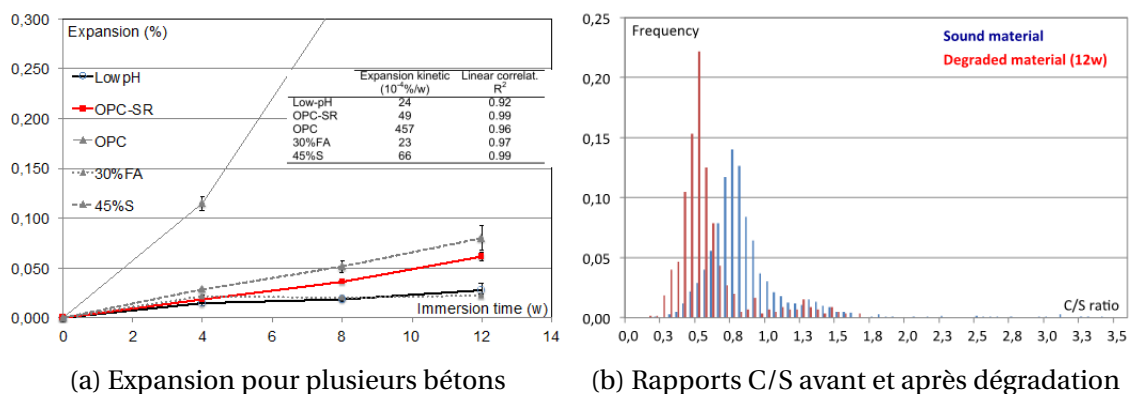 0,300
0,250
0,200
0,150
0,100
0,050
0,000
Expansion (%)
Low pH
OPC-SR
OPC
30%FA
45%S
Expansion kinetic Linear correlat.
(10⁻⁴%/w) R²
Low-pH 24 0.92
OPC-SR 49 0.99
OPC 457 0.96
30%FA 23 0.97
45%S 66 0.99
Immersion time (w)
0 2 4 6 8 10 12 14
(a) Expansion pour plusieurs bétons
0,25
0,20
0,15
0,10
0,05
0,00
Frequency
Sound material
Degraded material (12w)
C/S ratio
0,0 0,3 0,5 0,8 1,0 1,3 1,5 1,8 2,0 2,3 2,5 2,8 3,0 3,3 3,5
(b) Rapports C/S avant et après dégradation